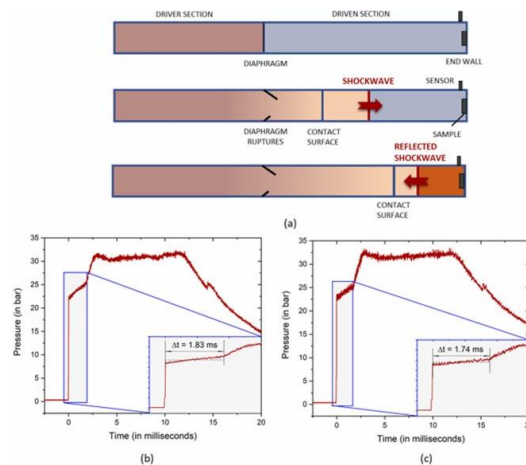 DRIVER SECTION DRIVEN SECTION
DIAPHRAGM
END WALL
SHOCKWAVE
SENSOR
DIAPHRAGM RUPTURES
CONTACT SURFACE
SAMPLE
REFLECTED SHOCKWAVE
CONTACT SURFACE
(a)
Pressure (in bar)
35
30
25
20
15
10
5
0
Δt = 1.83 ms
0 5 10 15 20
Time (in milliseconds)
(b)
Pressure (in bar)
35
30
25
20
15
10
5
0
Δt = 1.74 ms
0 5 10 15 20
Time (in milliseconds)
(c)